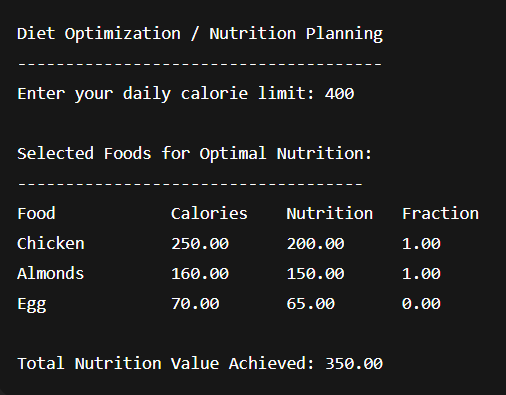 Diet Optimization / Nutrition Planning
--------------------------------------
Enter your daily calorie limit: 400
Selected Foods for Optimal Nutrition:
------------------------------------
Food Calories Nutrition Fraction
Chicken 250.00 200.00 1.00
Almonds 160.00 150.00 1.00
Egg 70.00 65.00 0.00
Total Nutrition Value Achieved: 350.00